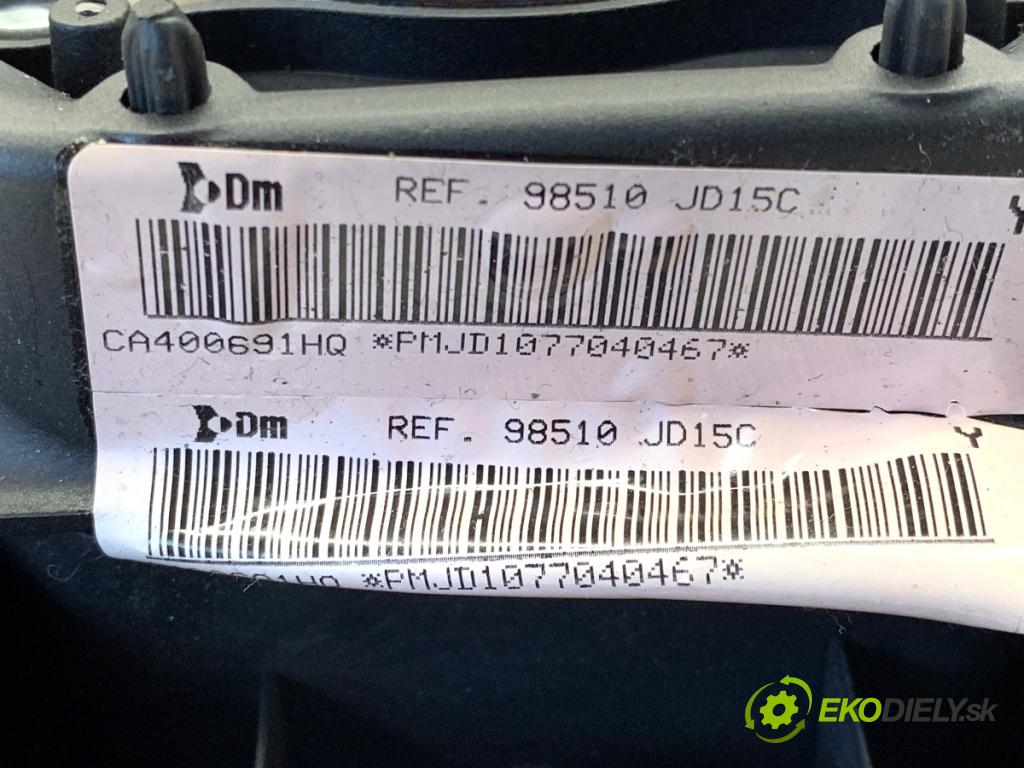 Dm REF. 98510 JD15C Y
CA400691HQ *PMJD1077040467*
Dm REF. 98510 JD15C Y
*PMJD1077040467*
EKODIELY.sk